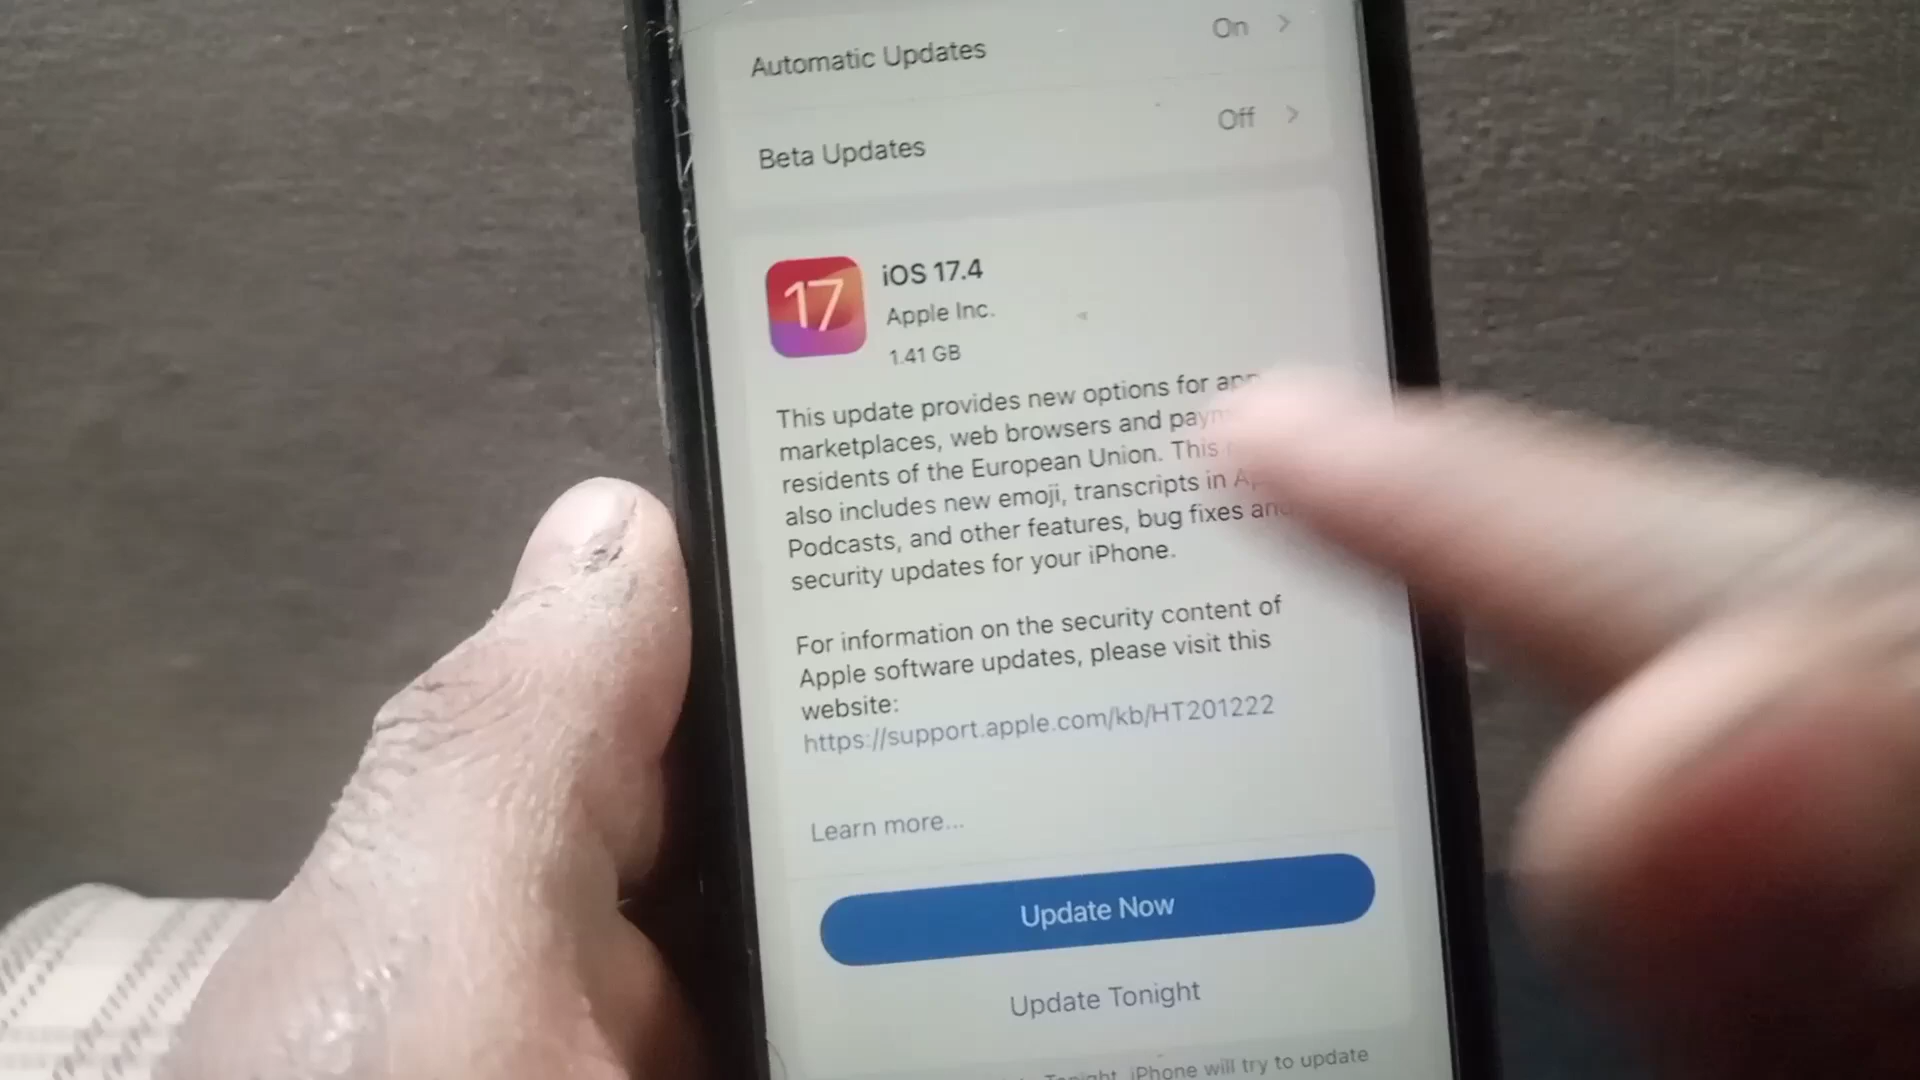 Automatic Updates On
Beta Updates Off
17
iOS 17.4
Apple Inc.
1.41 GB
This update provides new options for
marketplaces, web browsers and
residents of the European Union. This
also includes new emoji, transcripts in
Podcasts, and other features, bug fixes and
security updates for your iPhone.
For information on the security content of
Apple software updates, please visit this
website:
https://support.apple.com/kb/HT201222
Learn more...
Update Now
Update Tonight
Tonight, iPhone will try to update